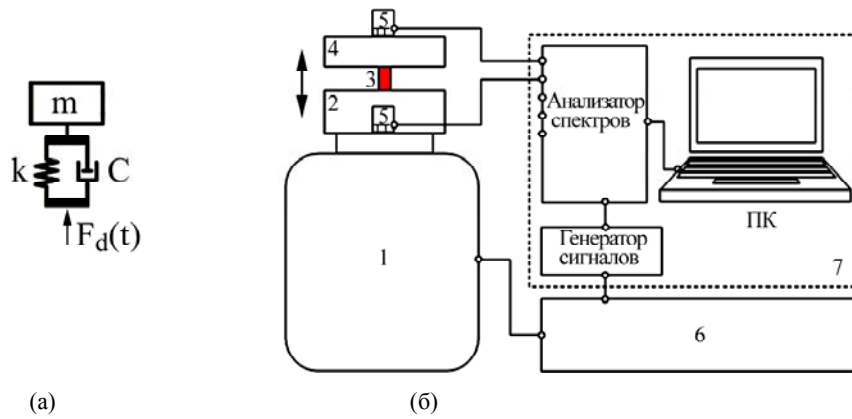 m
k
C
F_d(t)
(а)
5
4
3
2
5
1
Анализатор
спектров
ПК
Генератор
сигналов
7
6
(б)